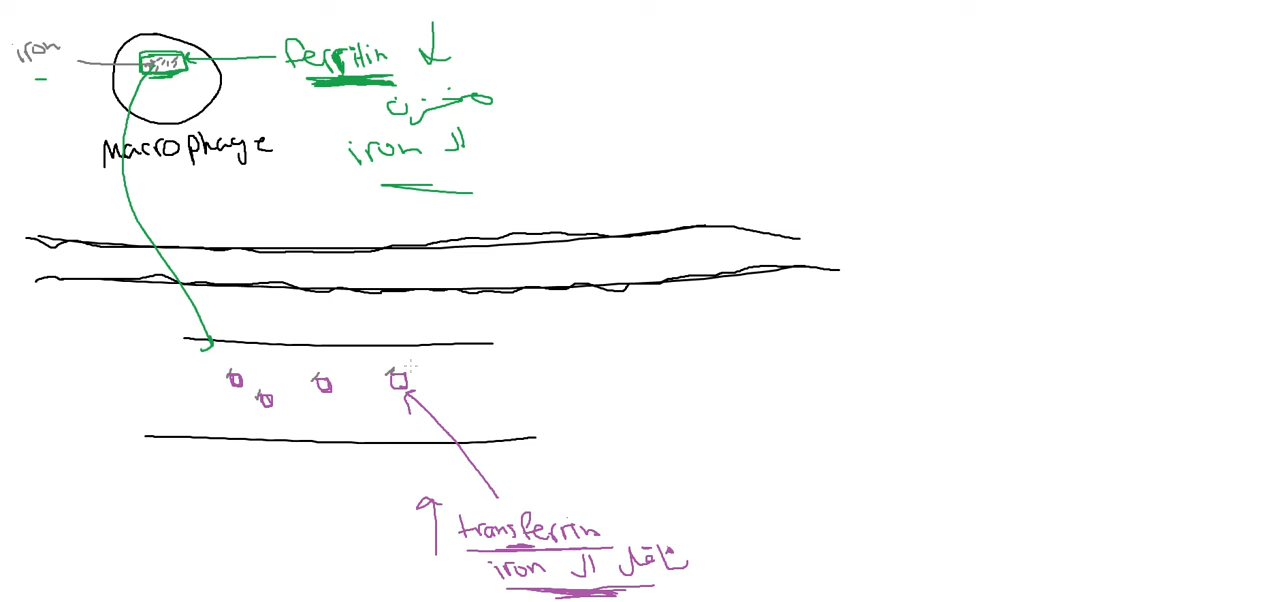 iron
ferritin
مخزن
ال iron
Macrophage
transferrin
ناقل ال iron